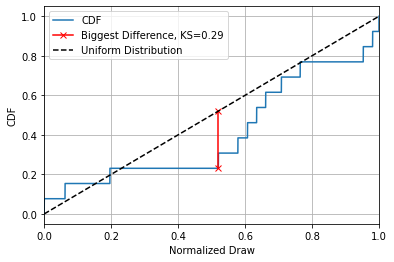 CDF
Biggest Difference, KS=0.29
Uniform Distribution
1.0
0.8
0.6
0.4
0.2
0.0
CDF
0.0 0.2 0.4 0.6 0.8 1.0
Normalized Draw